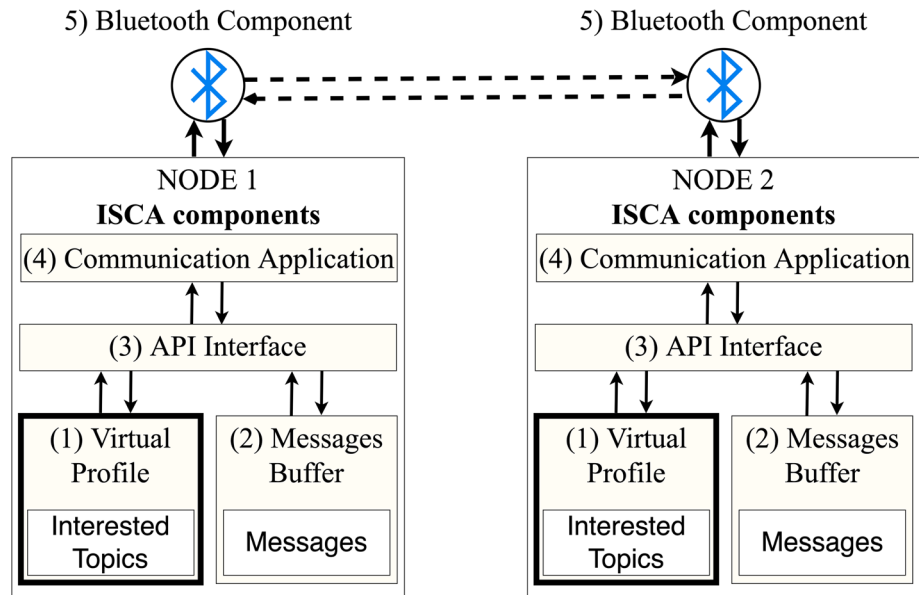 5) Bluetooth Component
5) Bluetooth Component
NODE 1
ISCA components
(4) Communication Application
(3) API Interface
(1) Virtual
Profile
Interested
Topics
(2) Messages
Buffer
Messages
NODE 2
ISCA components
(4) Communication Application
(3) API Interface
(1) Virtual
Profile
Interested
Topics
(2) Messages
Buffer
Messages